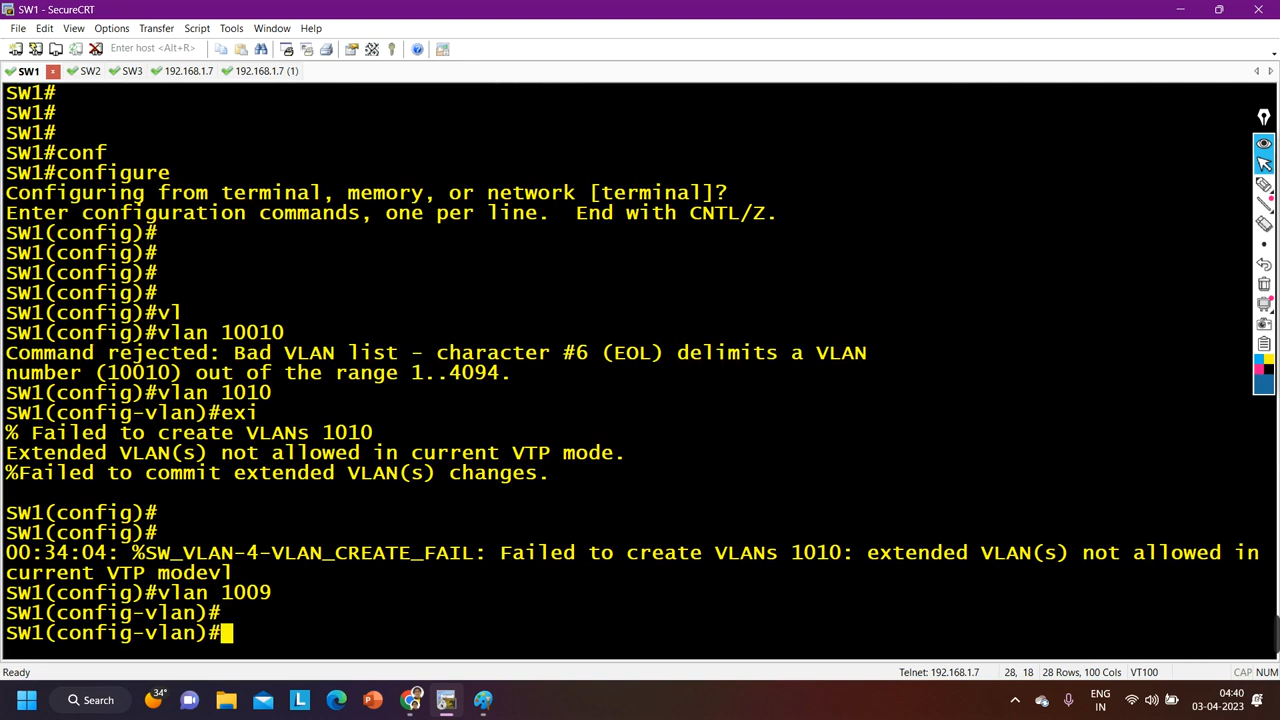 SW1 - SecureCRT
File Edit View Options Transfer Script Tools Window Help
Enter host <Alt+R>
SW1 x SW2 SW3 192.168.1.7 192.168.1.7 (1)
SW1#
SW1#
SW1#
SW1#conf
SW1#configure
Configuring from terminal, memory, or network [terminal]?
Enter configuration commands, one per line.  End with CNTL/Z.
SW1(config)#
SW1(config)#
SW1(config)#
SW1(config)#
SW1(config)#vl
SW1(config)#vlan 10010
Command rejected: Bad VLAN list - character #6 (EOL) delimits a VLAN
number (10010) out of the range 1..4094.
SW1(config)#vlan 1010
SW1(config-vlan)#exi
% Failed to create VLANs 1010
Extended VLAN(s) not allowed in current VTP mode.
%Failed to commit extended VLAN(s) changes.
SW1(config)#
SW1(config)#
00:34:04: %SW_VLAN-4-VLAN_CREATE_FAIL: Failed to create VLANs 1010: extended VLAN(s) not allowed in
current VTP modevl
SW1(config)#vlan 1009
SW1(config-vlan)#
SW1(config-vlan)#
Ready Telnet: 192.168.1.7 28, 18 28 Rows, 100 Cols VT100 CAP NUM
Search 34° ENG 04:40
IN 03-04-2023